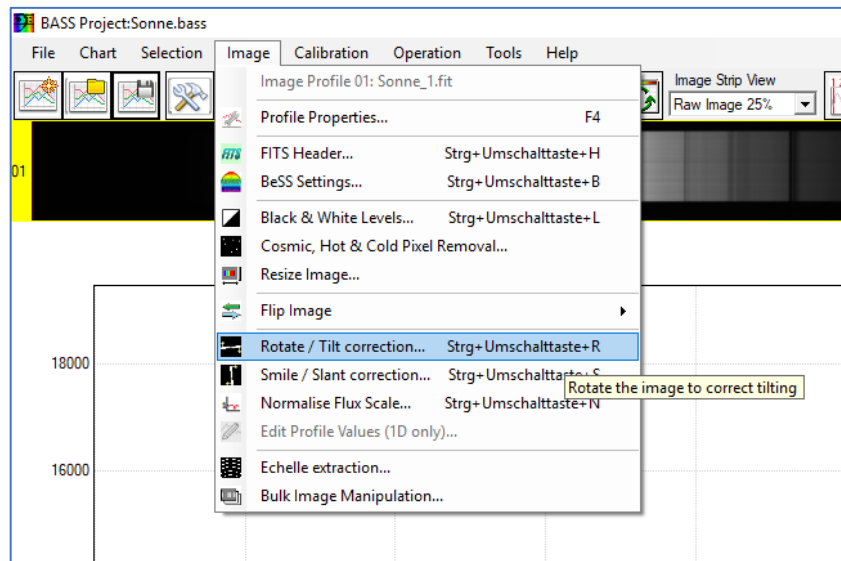 BASS Project:Sonne.bass
File Chart Selection Image Calibration Operation Tools Help
Image Profile 01: Sonne_1.fit
Image Strip View
Raw Image 25%
Profile Properties... F4
FITS FITS Header... Strg+Umschalttaste+H
01
BeSS Settings... Strg+Umschalttaste+B
Black & White Levels... Strg+Umschalttaste+L
Cosmic, Hot & Cold Pixel Removal...
Resize Image...
Flip Image
Rotate / Tilt correction... Strg+Umschalttaste+R
18000
Smile / Slant correction... Strg+Umschalttaste+S
Rotate the image to correct tilting
Normalise Flux Scale... Strg+Umschalttaste+N
Edit Profile Values (1D only)...
16000
Echelle extraction...
Bulk Image Manipulation...